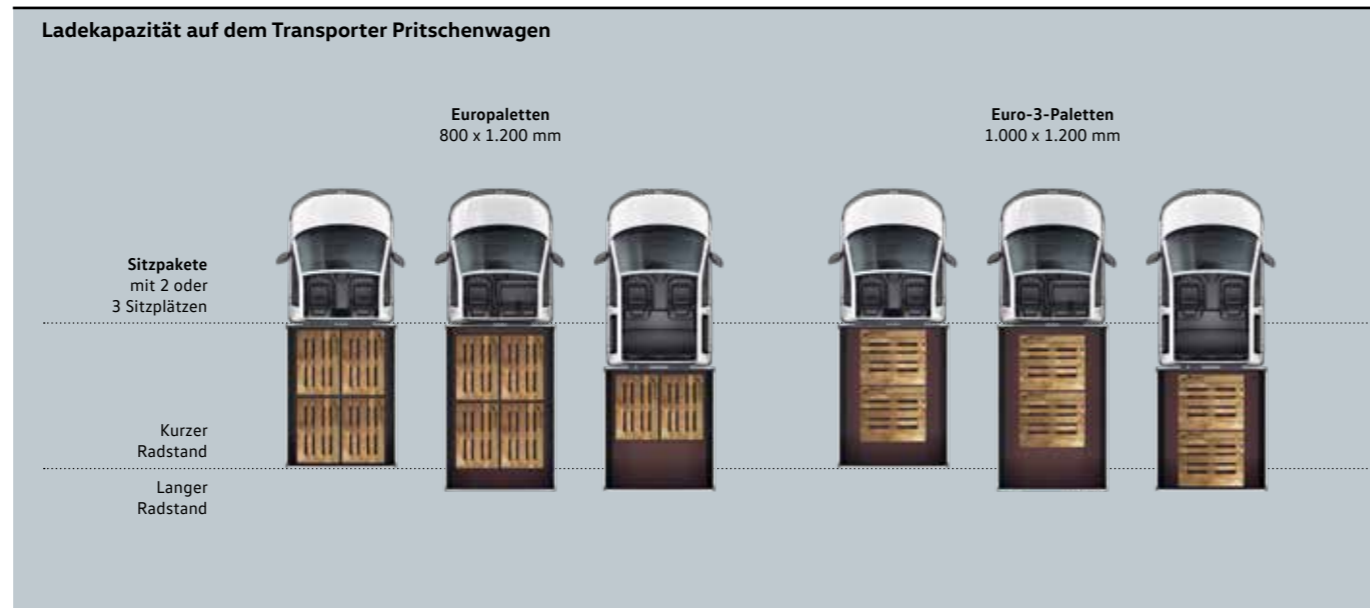 Ladekapazität auf dem Transporter Pritschenwagen
Europaletten
800 x 1.200 mm
Euro-3-Paletten
1.000 x 1.200 mm
Sitzpakete
mit 2 oder
3 Sitzplätzen
Kurzer
Radstand
Langer
Radstand